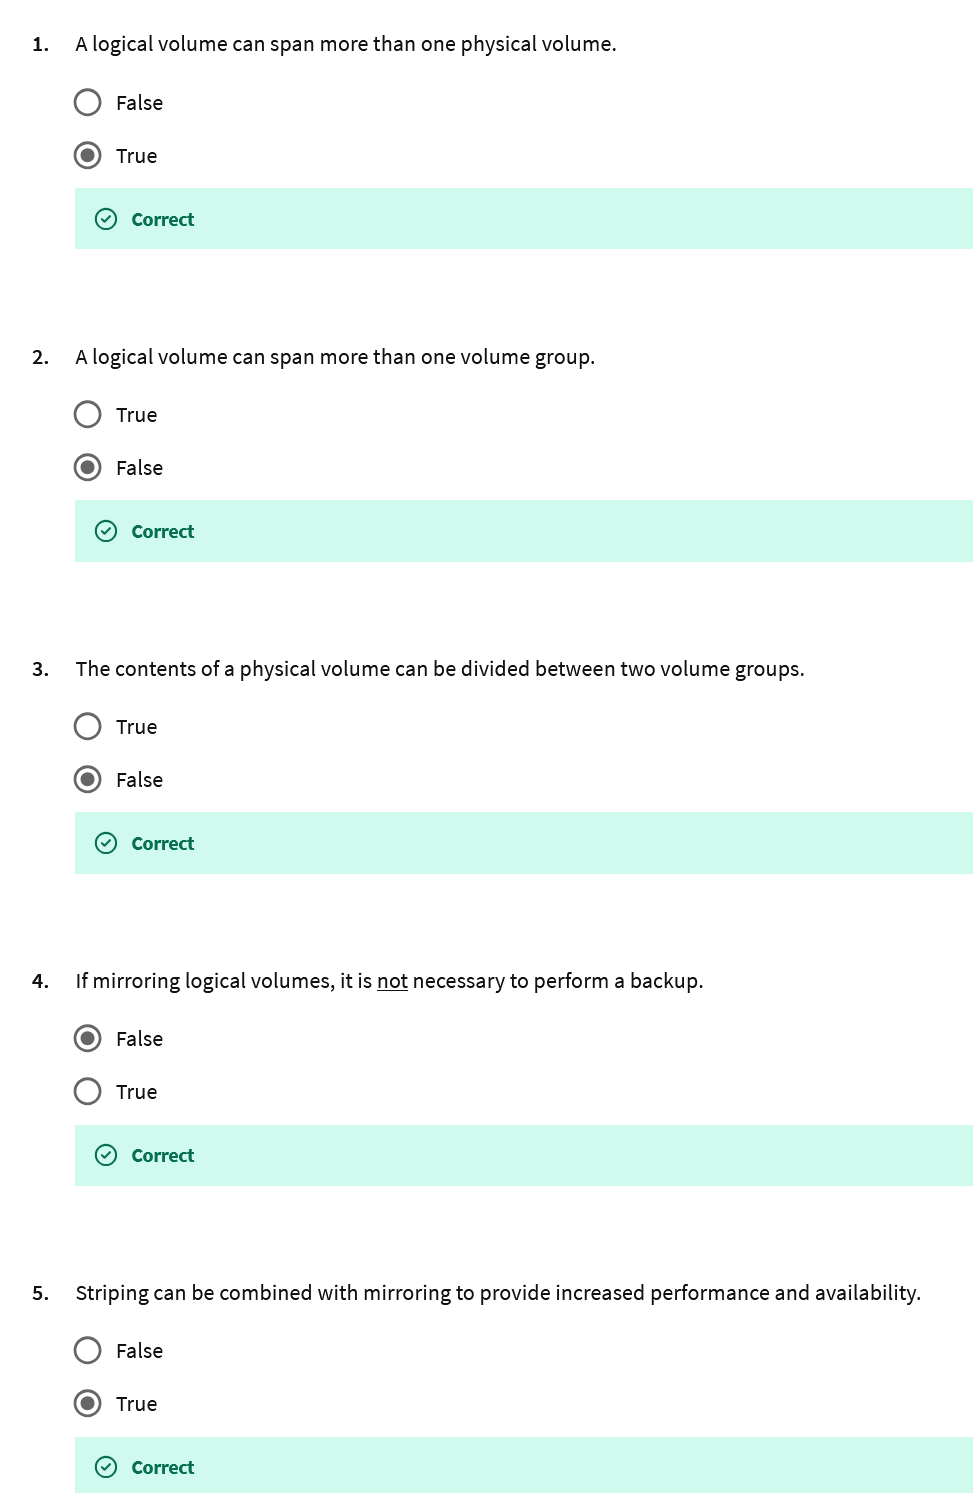 1. A logical volume can span more than one physical volume.
False
True
Correct
2. A logical volume can span more than one volume group.
True
False
Correct
3. The contents of a physical volume can be divided between two volume groups.
True
False
Correct
4. If mirroring logical volumes, it is not necessary to perform a backup.
False
True
Correct
5. Striping can be combined with mirroring to provide increased performance and availability.
False
True
Correct